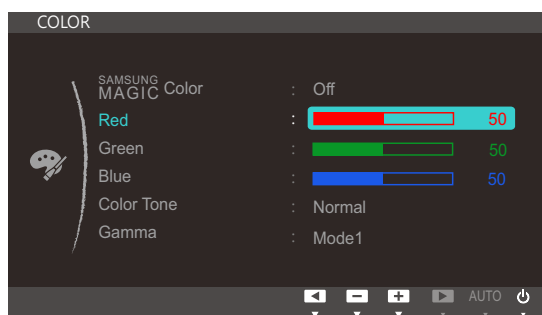 COLOR
SAMSUNG MAGIC Color : Off
Red : 50
Green : 50
Blue : 50
Color Tone : Normal
Gamma : Mode1
AUTO